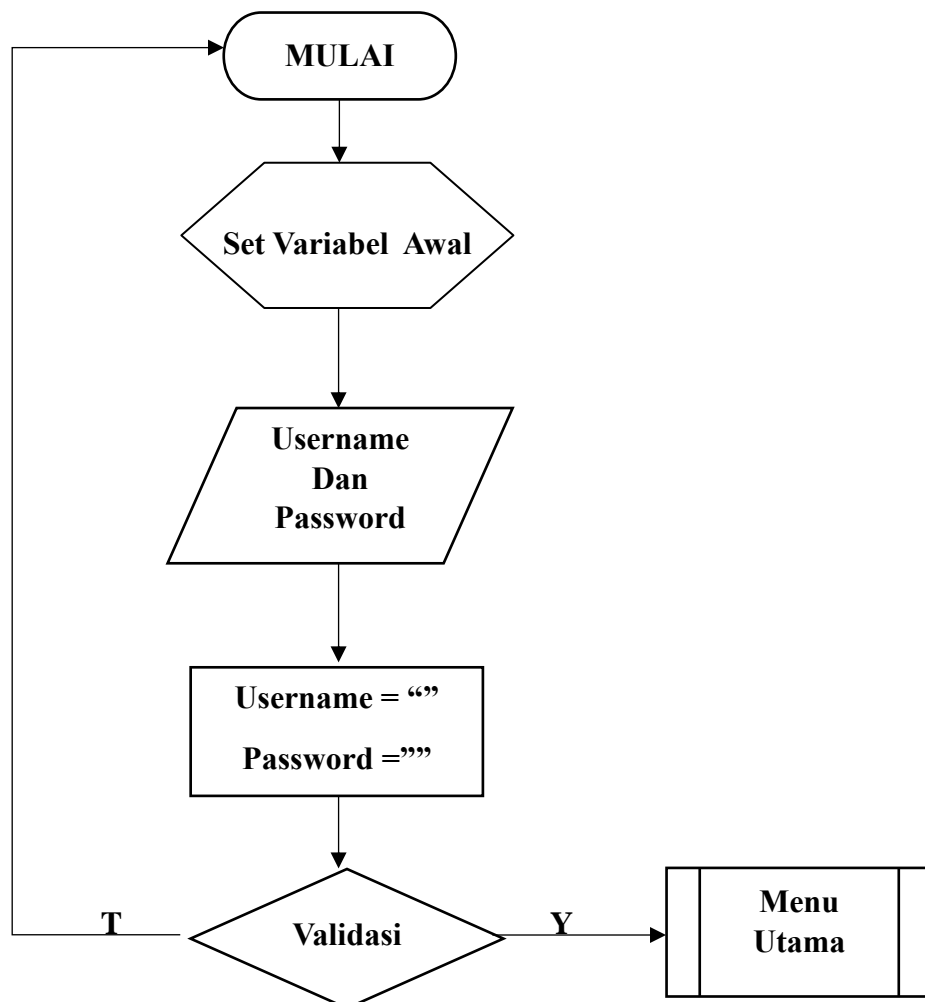 MULAI
Set Variabel Awal
Username
Dan
Password
Username = “”
Password =””
T
Validasi
Y
Menu
Utama